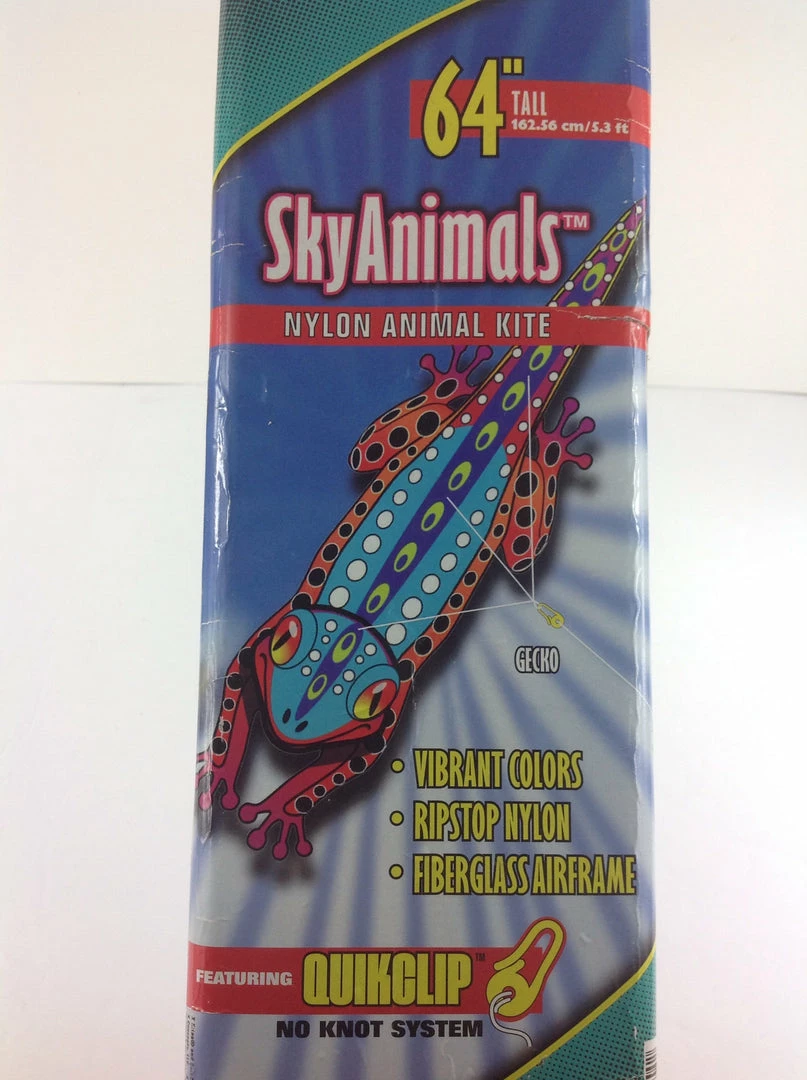 64"
TALL
162.56 cm/5.3 ft
SkyAnimals™
NYLON ANIMAL KITE
GECKO
• VIBRANT COLORS
• RIPSTOP NYLON
• FIBERGLASS AIRFRAME
FEATURING QUIKCLIP™
NO KNOT SYSTEM